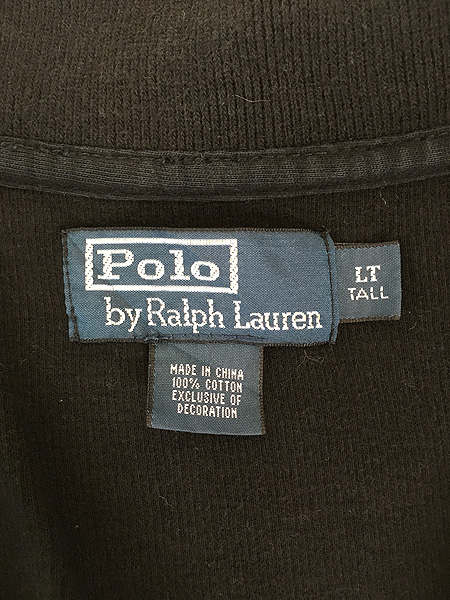 Polo
by Ralph Lauren
LT
TALL
MADE IN CHINA
100% COTTON
EXCLUSIVE OF
DECORATION